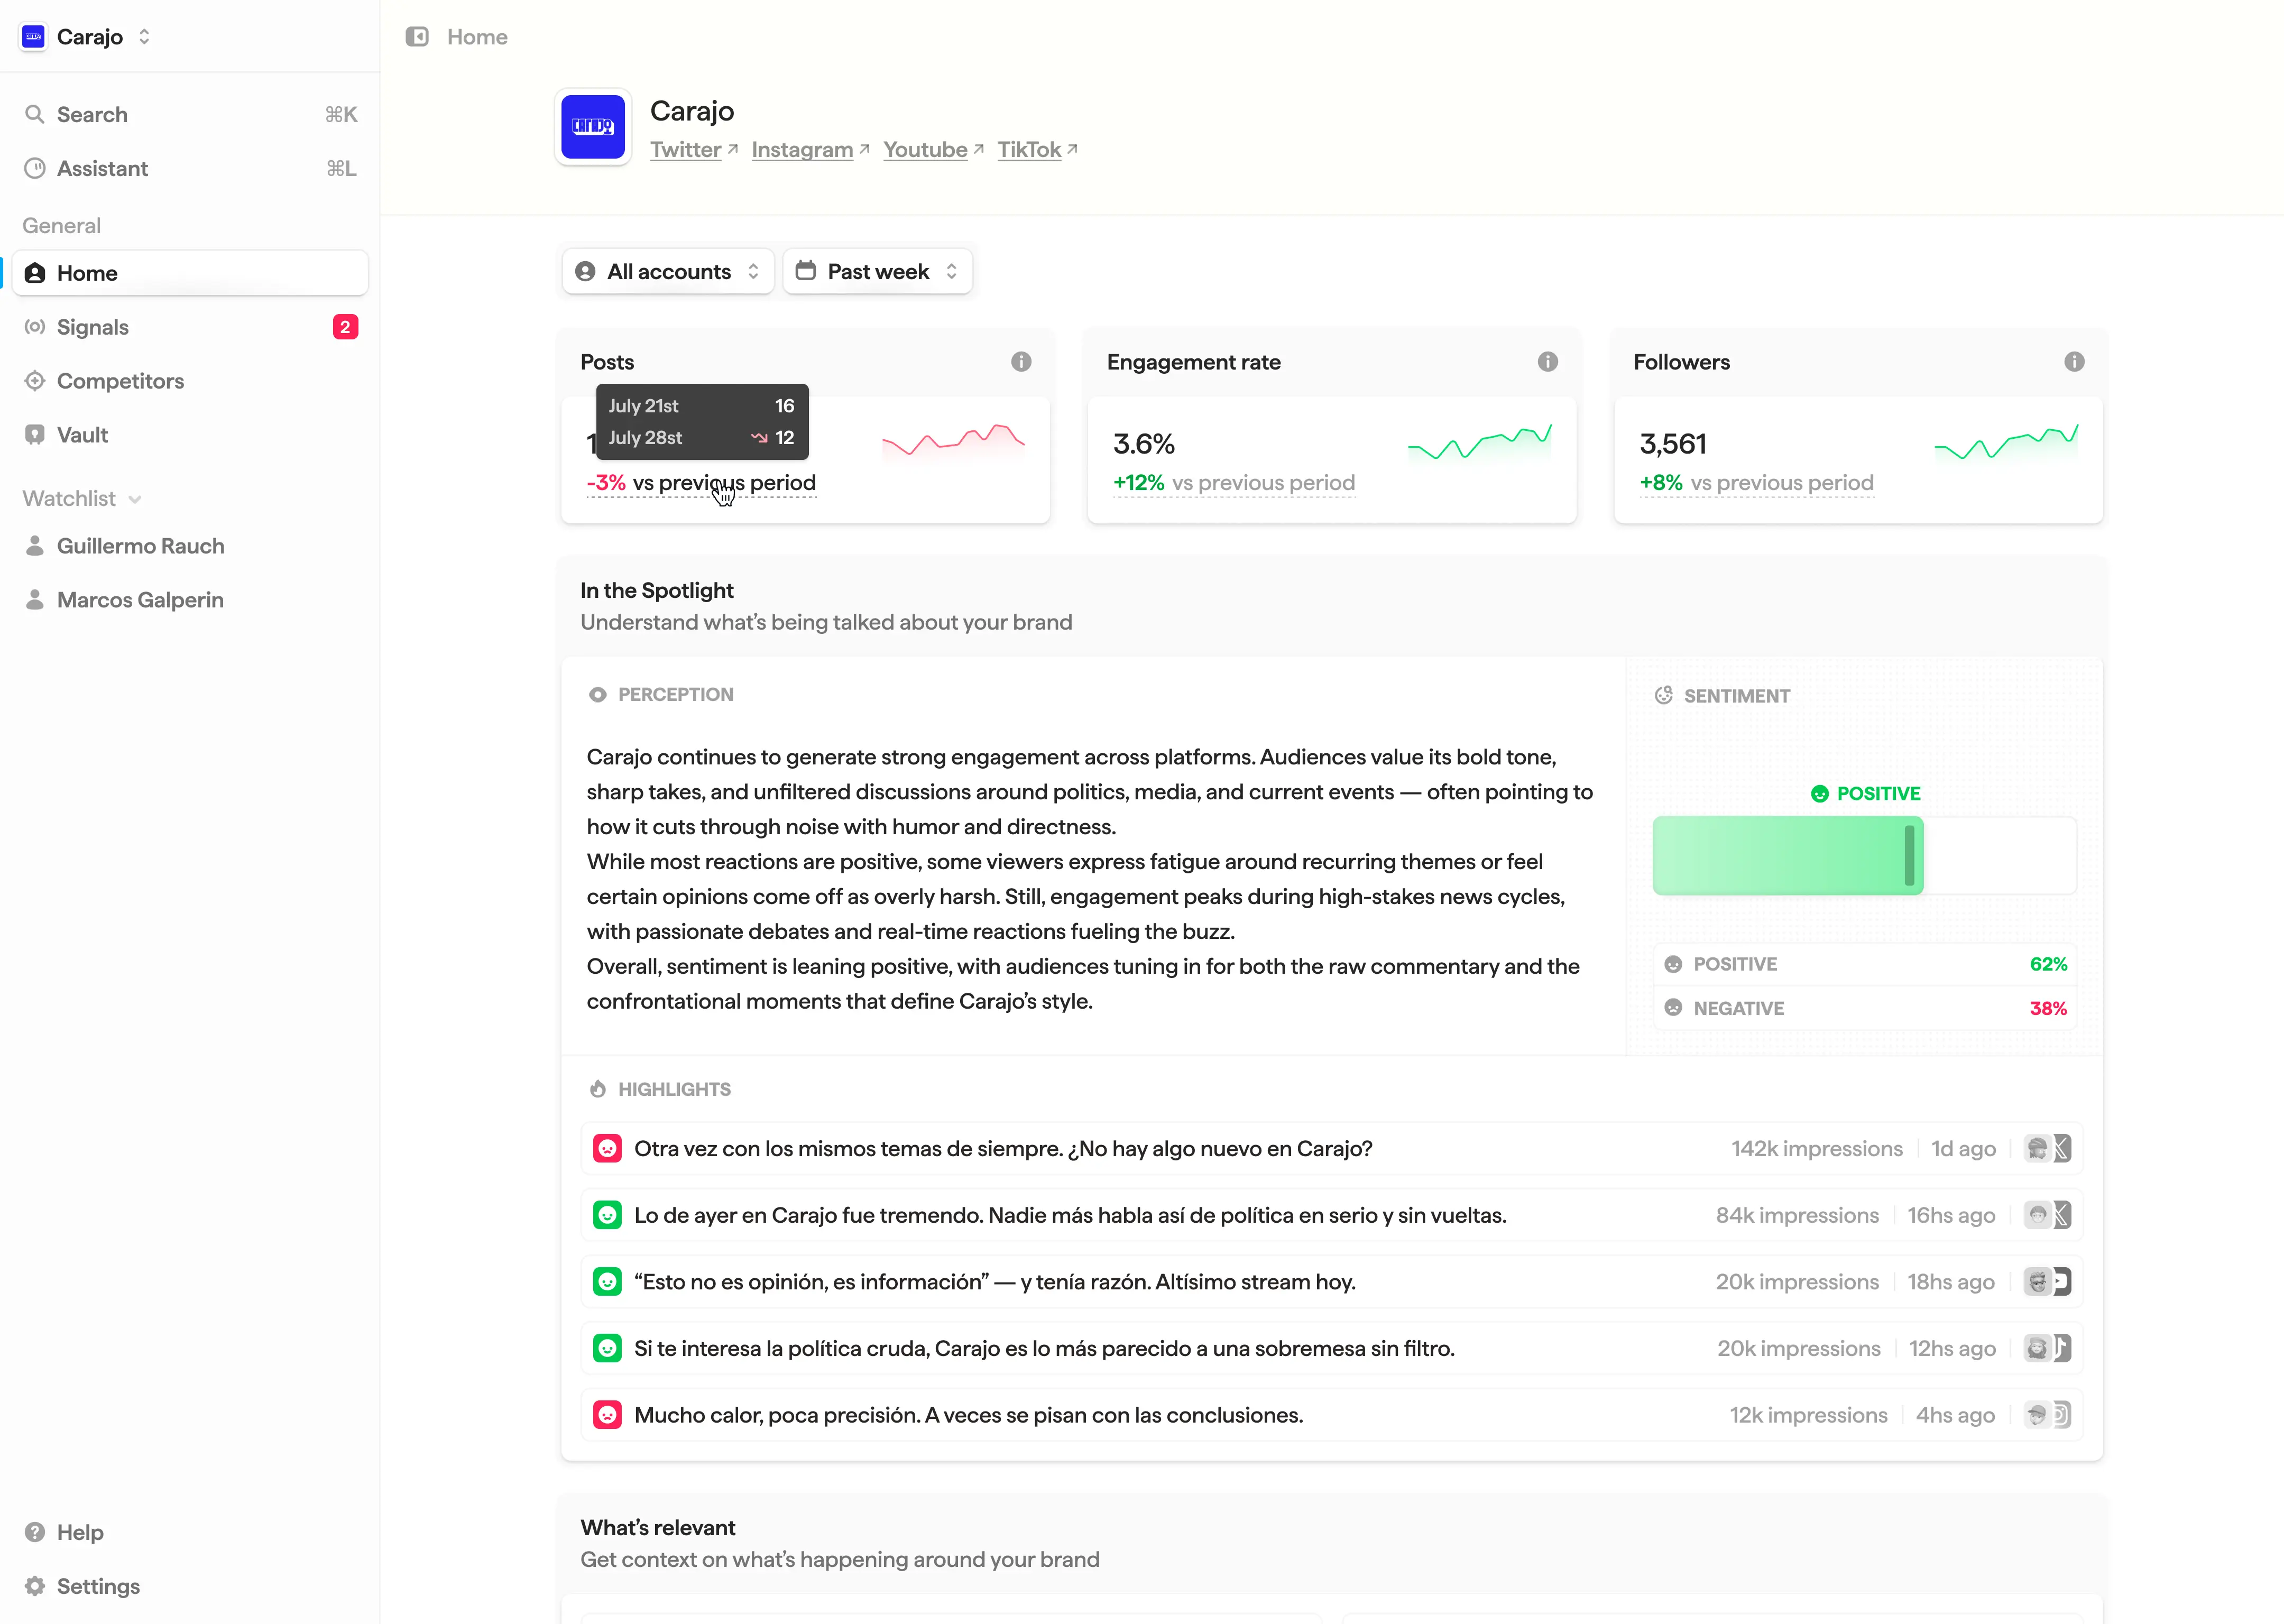 Carajo
Home
Search ⌘K
Assistant ⌘L
General
Home
Signals 2
Competitors
Vault
Watchlist
Guillermo Rauch
Marcos Galperin
Help
Settings
CARAJO
Carajo
Twitter Instagram Youtube TikTok
All accounts Past week
Posts
July 21st 16
July 28st 12
-3% vs previous period
Engagement rate
3.6%
+12% vs previous period
Followers
3,561
+8% vs previous period
In the Spotlight
Understand what’s being talked about your brand
PERCEPTION
Carajo continues to generate strong engagement across platforms. Audiences value its bold tone,
sharp takes, and unfiltered discussions around politics, media, and current events — often pointing to
how it cuts through noise with humor and directness.
While most reactions are positive, some viewers express fatigue around recurring themes or feel
certain opinions come off as overly harsh. Still, engagement peaks during high-stakes news cycles,
with passionate debates and real-time reactions fueling the buzz.
Overall, sentiment is leaning positive, with audiences tuning in for both the raw commentary and the
confrontational moments that define Carajo’s style.
SENTIMENT
POSITIVE
POSITIVE 62%
NEGATIVE 38%
HIGHLIGHTS
Otra vez con los mismos temas de siempre. ¿No hay algo nuevo en Carajo? 142k impressions 1d ago
Lo de ayer en Carajo fue tremendo. Nadie más habla así de política en serio y sin vueltas. 84k impressions 16hs ago
“Esto no es opinión, es información” — y tenía razón. Altísimo stream hoy. 20k impressions 18hs ago
Si te interesa la política cruda, Carajo es lo más parecido a una sobremesa sin filtro. 20k impressions 12hs ago
Mucho calor, poca precisión. A veces se pisan con las conclusiones. 12k impressions 4hs ago
What’s relevant
Get context on what’s happening around your brand